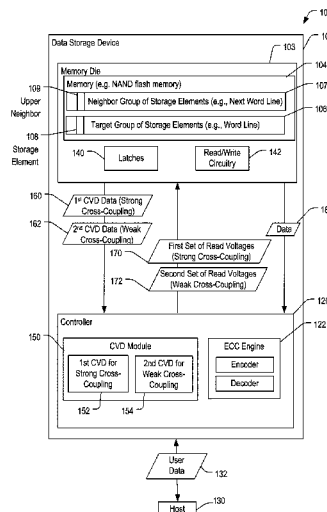 10
10
Data Storage Device
103
Memory Die
104
Memory (e.g. NAND flash memory)
109
107
Upper
Neighbor
Neighbor Group of Storage Elements (e.g., Next Word Line)
106
Target Group of Storage Elements (e.g., Word Line)
108
Storage
Element
140
142
Latches
Read/Write
Circuitry
160
1st CVD Data (Strong
Cross-Coupling)
162
2nd CVD Data (Weak
Cross-Coupling)
16
Data
First Set of Read Voltages
(Strong Cross-Coupling)
170
172
Second Set of Read Voltages
(Weak Cross-Coupling)
120
Controller
122
150
CVD Module
ECC Engine
1st CVD for
Strong Cross-
Coupling
2nd CVD for
Weak Cross-
Coupling
Encoder
Decoder
152
154
User
Data
132
130
Host